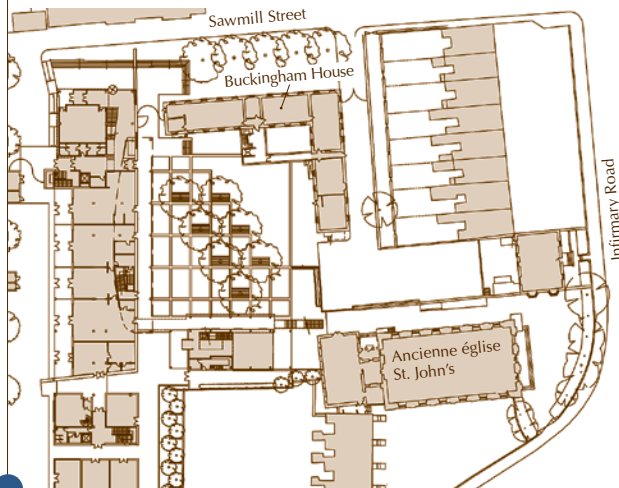 Sawmill Street
Buckingham House
Infirmary Road
Ancienne église
St. John's